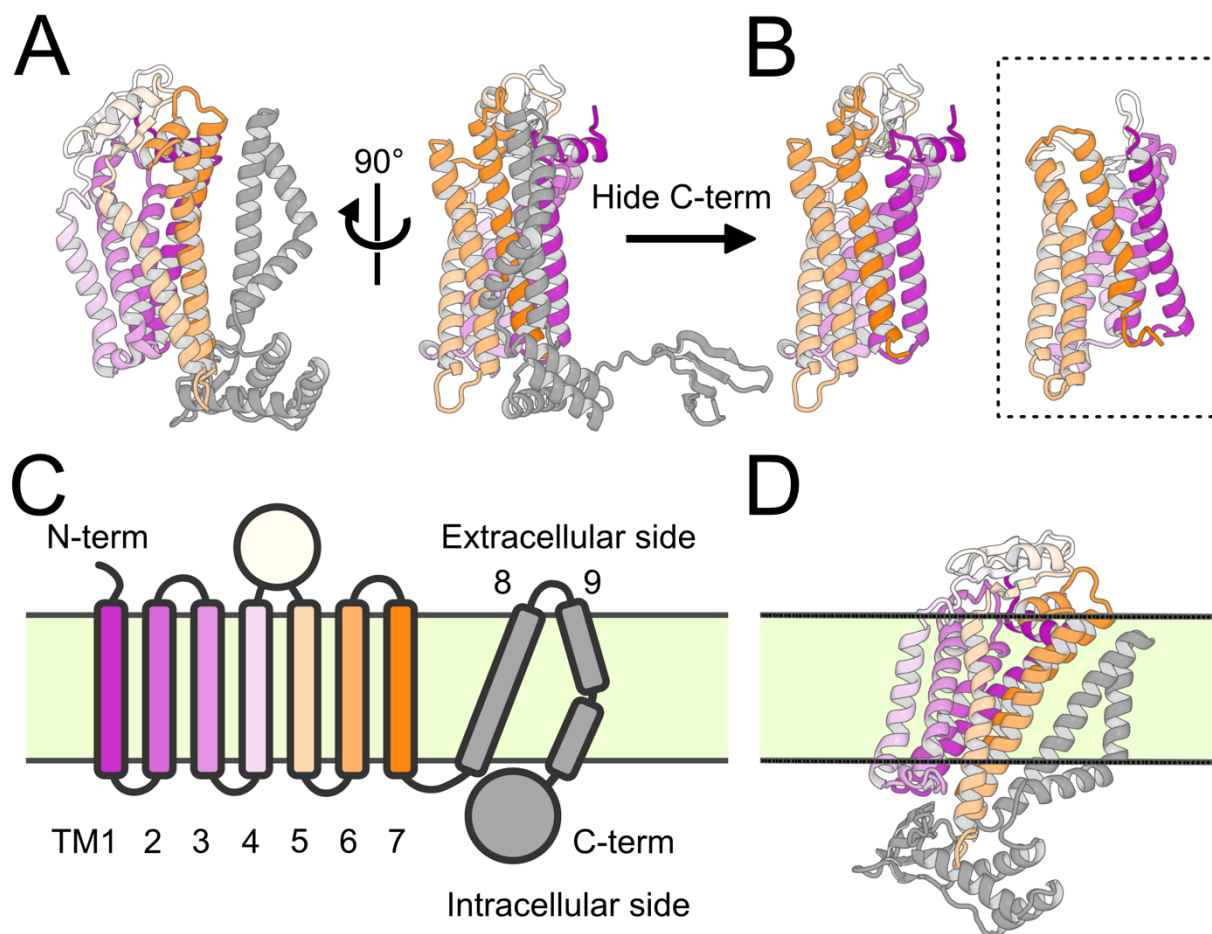 A
B
90°
Hide C-term
C
D
N-term
Extracellular side
8 9
TM1 2 3 4 5 6 7
C-term
Intracellular side